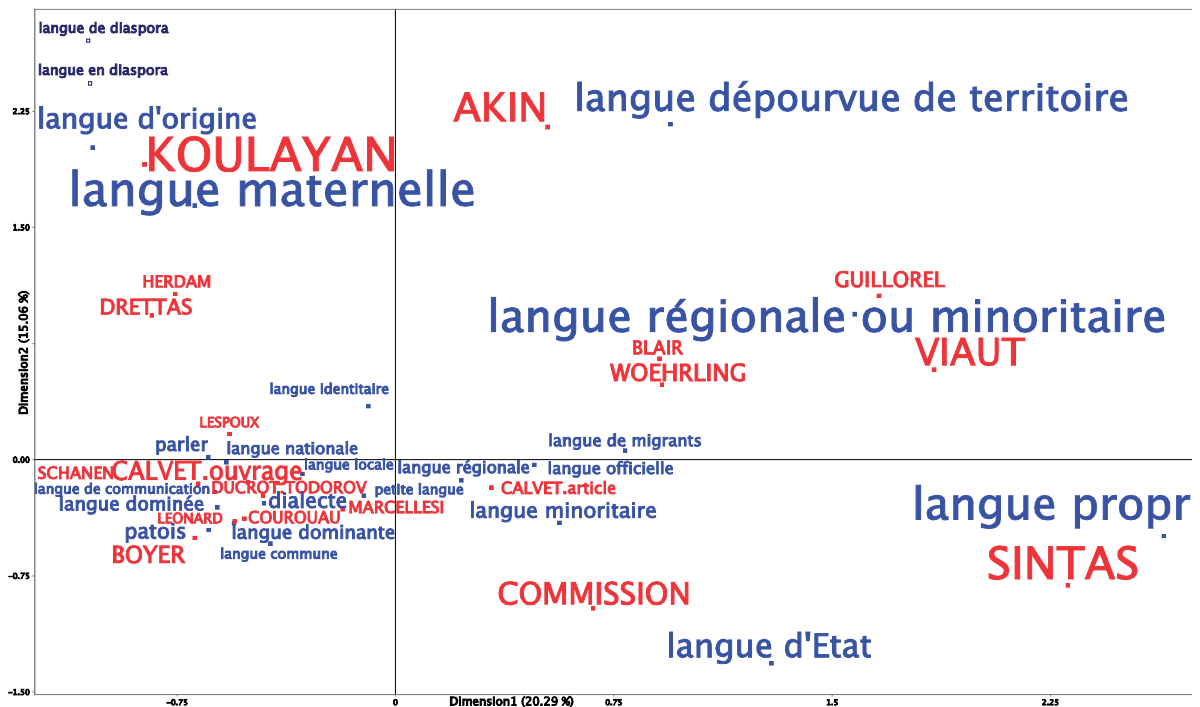 langue de diaspora
langue en diaspora
2.25
langue d'origine
AKIN
langue dépourvue de territoire
KOULAYAN
langue maternelle
1.50
HERDAM
DRETTAS
GUILLOREL
langue régionale ou minoritaire
BLAIR
VIAUT
WOEHRLING
langue identitaire
LESPOUX
parler
langue nationale
langue de migrants
0.00
SCHANEN
CALVET.ouvrage
langue locale
langue régionale
langue officielle
langue de communication
DUCROT-TODOROV
petite langue
CALVET.article
langue dominée
dialecte
MARCELLESI
langue minoritaire
langue propr
LEONARD
COUROUAU
patois
langue dominante
BOYER
langue commune
SINTAS
-0.75
COMMISSION
langue d'Etat
-1.50
-0.75
0
Dimension1 (20.29 %)
0.75
1.5
2.25
Dimension2 (15.06 %)